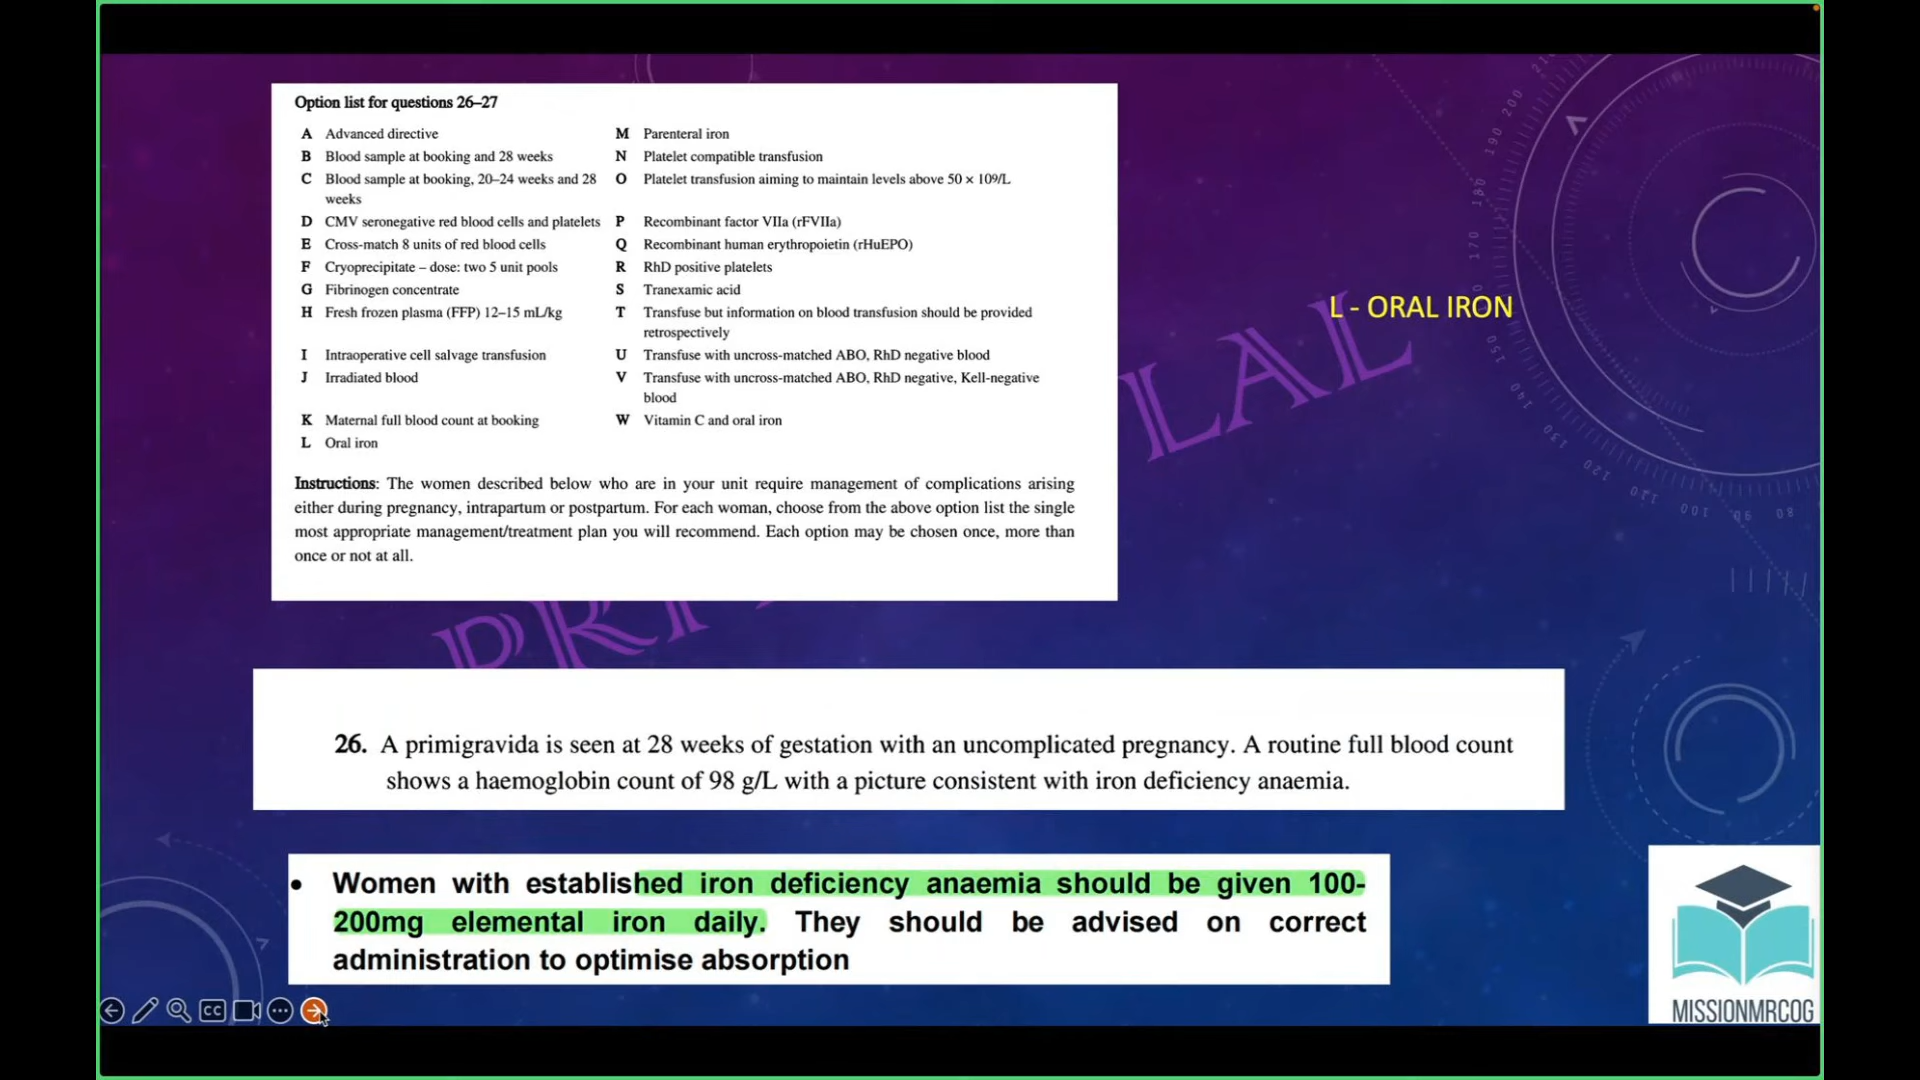 Option list for questions 26–27
A Advanced directive
B Blood sample at booking and 28 weeks
C Blood sample at booking, 20–24 weeks and 28
weeks
D CMV seronegative red blood cells and platelets
E Cross-match 8 units of red blood cells
F Cryoprecipitate – dose: two 5 unit pools
G Fibrinogen concentrate
H Fresh frozen plasma (FFP) 12–15 mL/kg
I Intraoperative cell salvage transfusion
J Irradiated blood
K Maternal full blood count at booking
L Oral iron
M Parenteral iron
N Platelet compatible transfusion
O Platelet transfusion aiming to maintain levels above 50 × 109/L
P Recombinant factor VIIa (rFVIIa)
Q Recombinant human erythropoietin (rHuEPO)
R RhD positive platelets
S Tranexamic acid
T Transfuse but information on blood transfusion should be provided
retrospectively
U Transfuse with uncross-matched ABO, RhD negative blood
V Transfuse with uncross-matched ABO, RhD negative, Kell-negative
blood
W Vitamin C and oral iron
Instructions: The women described below who are in your unit require management of complications arising
either during pregnancy, intrapartum or postpartum. For each woman, choose from the above option list the single
most appropriate management/treatment plan you will recommend. Each option may be chosen once, more than
once or not at all.
L - ORAL IRON
LAL
26. A primigravida is seen at 28 weeks of gestation with an uncomplicated pregnancy. A routine full blood count
shows a haemoglobin count of 98 g/L with a picture consistent with iron deficiency anaemia.
• Women with established iron deficiency anaemia should be given 100-
200mg elemental iron daily. They should be advised on correct
administration to optimise absorption
CC
MISSIONMRCOG